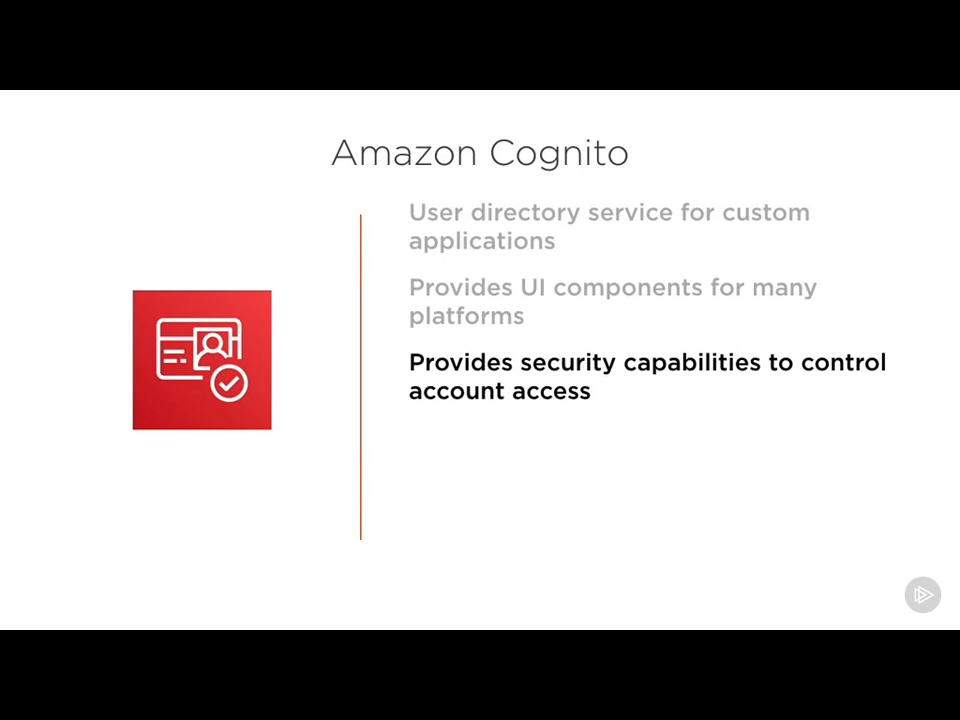 Amazon Cognito
User directory service for custom
applications
Provides UI components for many
platforms
Provides security capabilities to control
account access